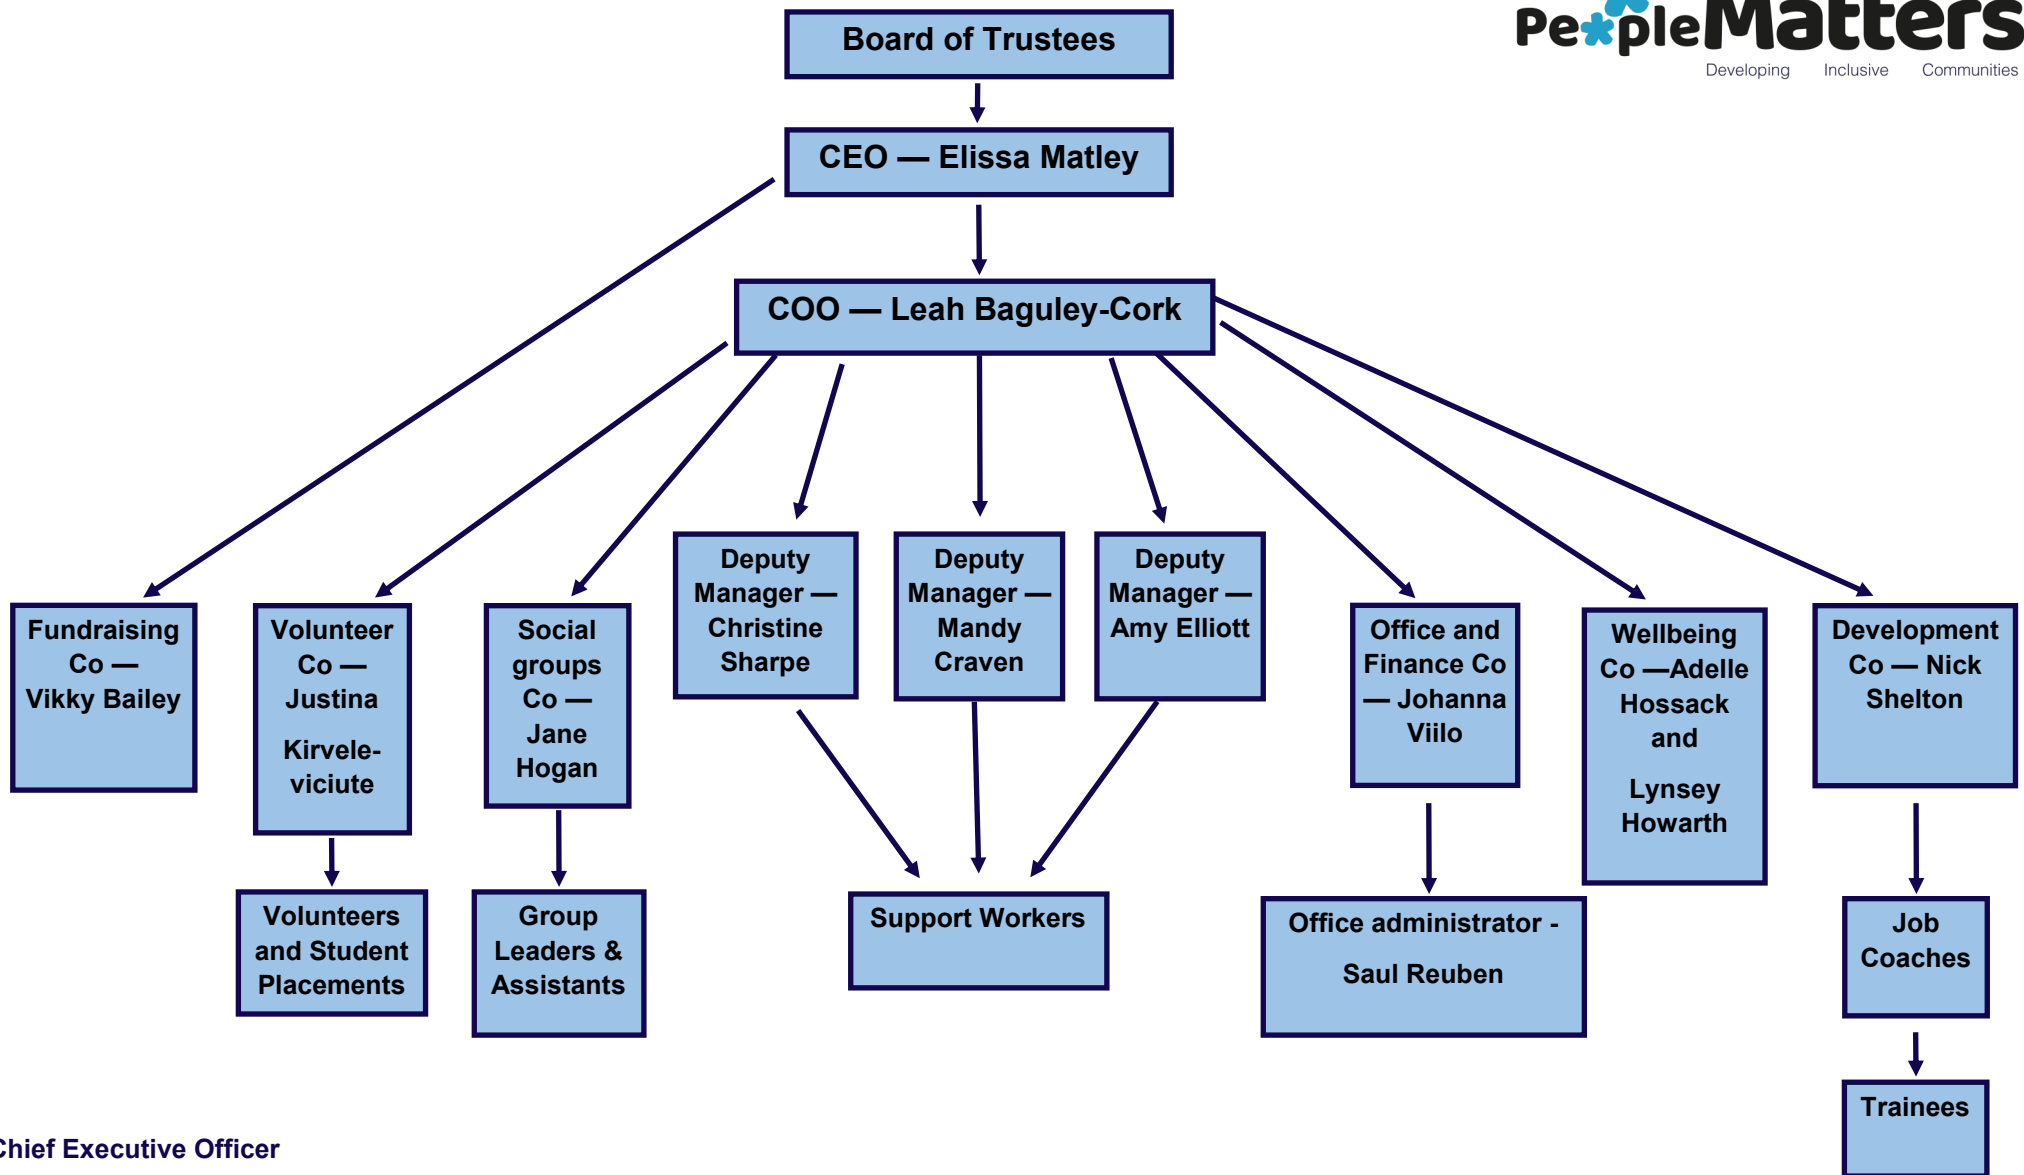 Board of Trustees
PeopleMatters
Developing Inclusive Communities
CEO — Elissa Matley
COO — Leah Baguley-Cork
Deputy
Manager —
Christine
Sharpe
Deputy
Manager —
Mandy
Craven
Deputy
Manager —
Amy Elliott
Fundraising
Co —
Vikky Bailey
Volunteer
Co —
Justina
Kirvele-
viciute
Social
groups
Co —
Jane
Hogan
Office and
Finance Co
— Johanna
Viilo
Wellbeing
Co —Adelle
Hossack
and
Lynsey
Howarth
Development
Co — Nick
Shelton
Volunteers
and Student
Placements
Group
Leaders &
Assistants
Support Workers
Office administrator -
Saul Reuben
Job
Coaches
Trainees
Chief Executive Officer